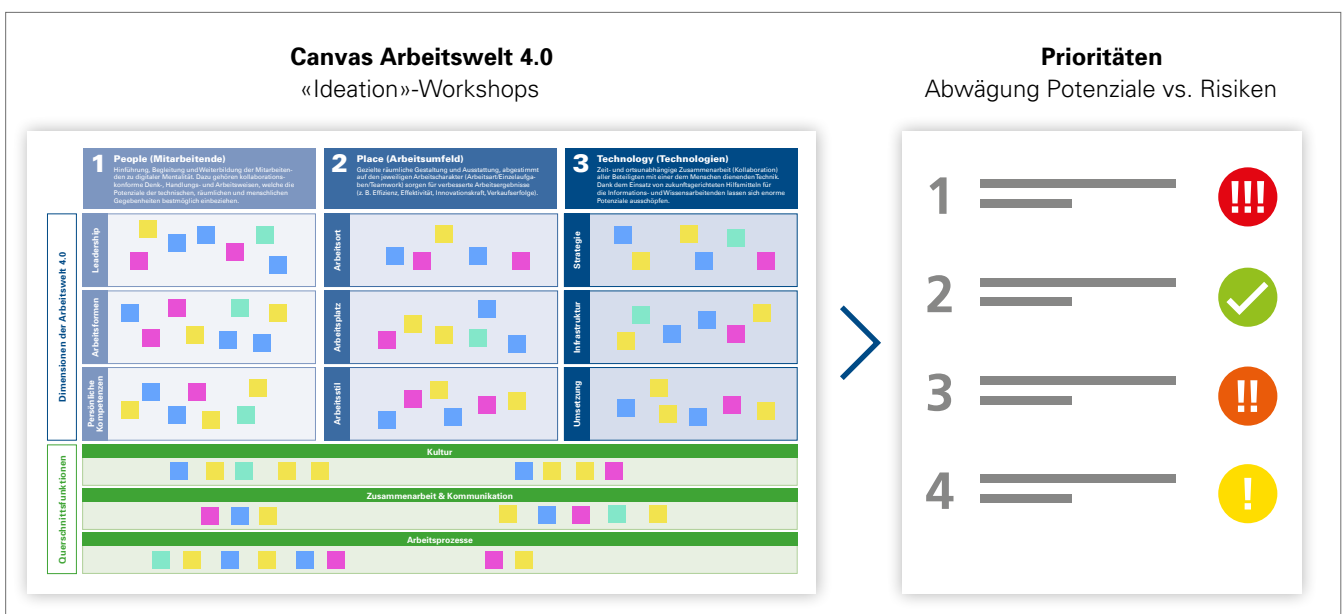 Canvas Arbeitswelt 4.0
«Ideation»-Workshops
Prioritäten
Abwägung Potenziale vs. Risiken
1
People (Mitarbeitende)
Hinführung, Begleitung und Weiterbildung der Mitarbeiten-
den zu digitaler Mentalität. Dazu gehören kollaborations-
konforme Denk-, Handlungs- und Arbeitsweisen, welche die
Potenziale der technischen, räumlichen und menschlichen
Gegebenheiten bestmöglich einbeziehen.
2
Place (Arbeitsumfeld)
Gezielte räumliche Gestaltung und Ausstattung, abgestimmt
auf den jeweiligen Arbeitscharakter (Arbeitsart/Einzelaufga-
ben/Teamwork) sorgen für verbesserte Arbeitsergebnisse
(z. B. Effizienz, Effektivität, Innovationskraft, Verkaufserfolge).
3
Technology (Technologien)
Zeit- und ortsunabhängige Zusammenarbeit (Kollaboration)
aller Beteiligten mit einer dem Menschen dienenden Technik.
Dank dem Einsatz von zukunftsgerichteten Hilfsmitteln für
die Informations- und Wissensarbeitenden lassen sich enorme
Potenziale ausschöpfen.
Dimensionen der Arbeitswelt 4.0
Leadership
Arbeitsort
Strategie
Arbeitsformen
Arbeitsplatz
Infrastruktur
Persönliche
Kompetenzen
Arbeitsstil
Umsetzung
Querschnittsfunktionen
Kultur
Zusammenarbeit & Kommunikation
Arbeitsprozesse
1
!!!
2
3
!!
4
!